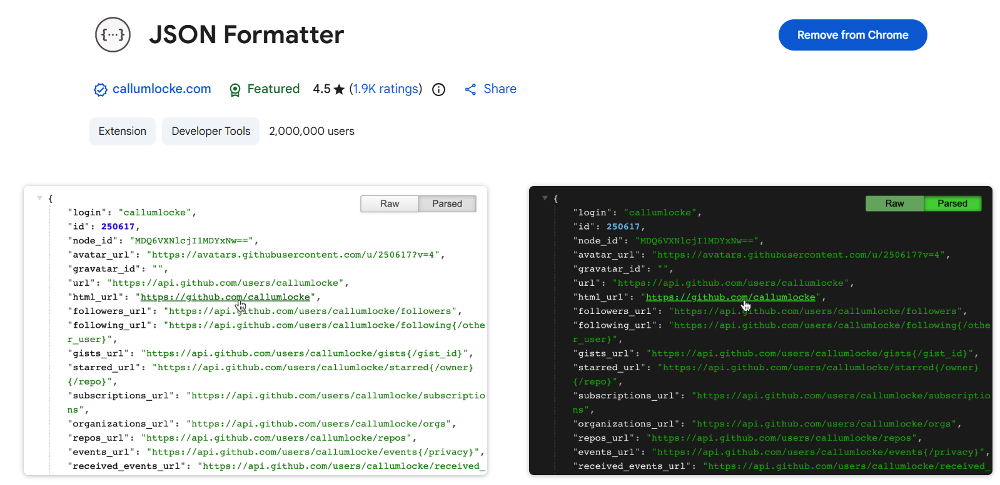 {···} JSON Formatter
Remove from Chrome
callumlocke.com Featured 4.5★ (1.9K ratings) Share
Extension Developer Tools 2,000,000 users
{
Raw Parsed
"login": "callumlocke",
"id": 250617,
"node_id": "MDQ6VXNlcjI1MDYxNw==",
"avatar_url": "https://avatars.githubusercontent.com/u/250617?v=4",
"gravatar_id": "",
"url": "https://api.github.com/users/callumlocke",
"html_url": "https://github.com/callumlocke",
"followers_url": "https://api.github.com/users/callumlocke/followers",
"following_url": "https://api.github.com/users/callumlocke/following{/othe
r_user}",
"gists_url": "https://api.github.com/users/callumlocke/gists{/gist_id}",
"starred_url": "https://api.github.com/users/callumlocke/starred{/owner}
{/repo}",
"subscriptions_url": "https://api.github.com/users/callumlocke/subscriptio
ns",
"organizations_url": "https://api.github.com/users/callumlocke/orgs",
"repos_url": "https://api.github.com/users/callumlocke/repos",
"events_url": "https://api.github.com/users/callumlocke/events{/privacy}",
"received_events_url": "https://api.github.com/users/callumlocke/received_
{
Raw Parsed
"login": "callumlocke",
"id": 250617,
"node_id": "MDQ6VXNlcjI1MDYxNw==",
"avatar_url": "https://avatars.githubusercontent.com/u/250617?v=4",
"gravatar_id": "",
"url": "https://api.github.com/users/callumlocke",
"html_url": "https://github.com/callumlocke",
"followers_url": "https://api.github.com/users/callumlocke/followers",
"following_url": "https://api.github.com/users/callumlocke/following{/othe
r_user}",
"gists_url": "https://api.github.com/users/callumlocke/gists{/gist_id}",
"starred_url": "https://api.github.com/users/callumlocke/starred{/owner}
{/repo}",
"subscriptions_url": "https://api.github.com/users/callumlocke/subscriptio
ns",
"organizations_url": "https://api.github.com/users/callumlocke/orgs",
"repos_url": "https://api.github.com/users/callumlocke/repos",
"events_url": "https://api.github.com/users/callumlocke/events{/privacy}",
"received_events_url": "https://api.github.com/users/callumlocke/received_